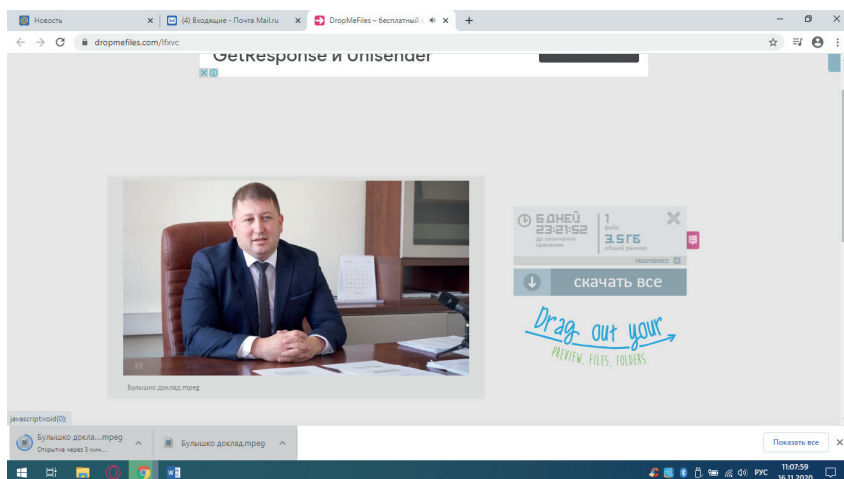 Новость
(4) Входящие - Почта Mail.ru
DropMeFiles – бесплатный
dropmefiles.com/lfxvc
GetResponse и Unisender
6 ДНЕЙ
23:21:52
до окончания
хранения
1
файл
3.5 ГБ
общий размер
подробнее
скачать все
Drag out your
PREVIEW, FILES, FOLDERS
Булышко доклад.mpeg
javascript:void(0);
Булышко докла....mpeg
Открытие через 3 мин...
Булышко доклад.mpeg
Показать все
РУС
11:07:59
16.11.2020